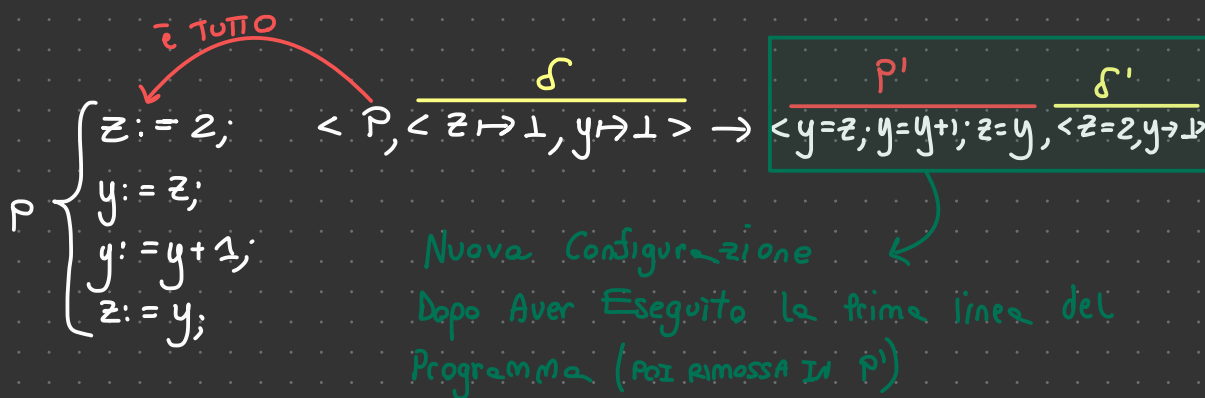 è TUTTO
δ
P' δ'
P { z := 2;
y := z;
y := y + 1;
z := y;
< P, < z ↦ ⊥, y ↦ ⊥ > → < y=z; y=y+1; z=y, < z=2, y→⊥>
Nuova Configurazione
Dopo Aver Eseguito la prima linea del
Programma (POI RIMOSSA IN P')